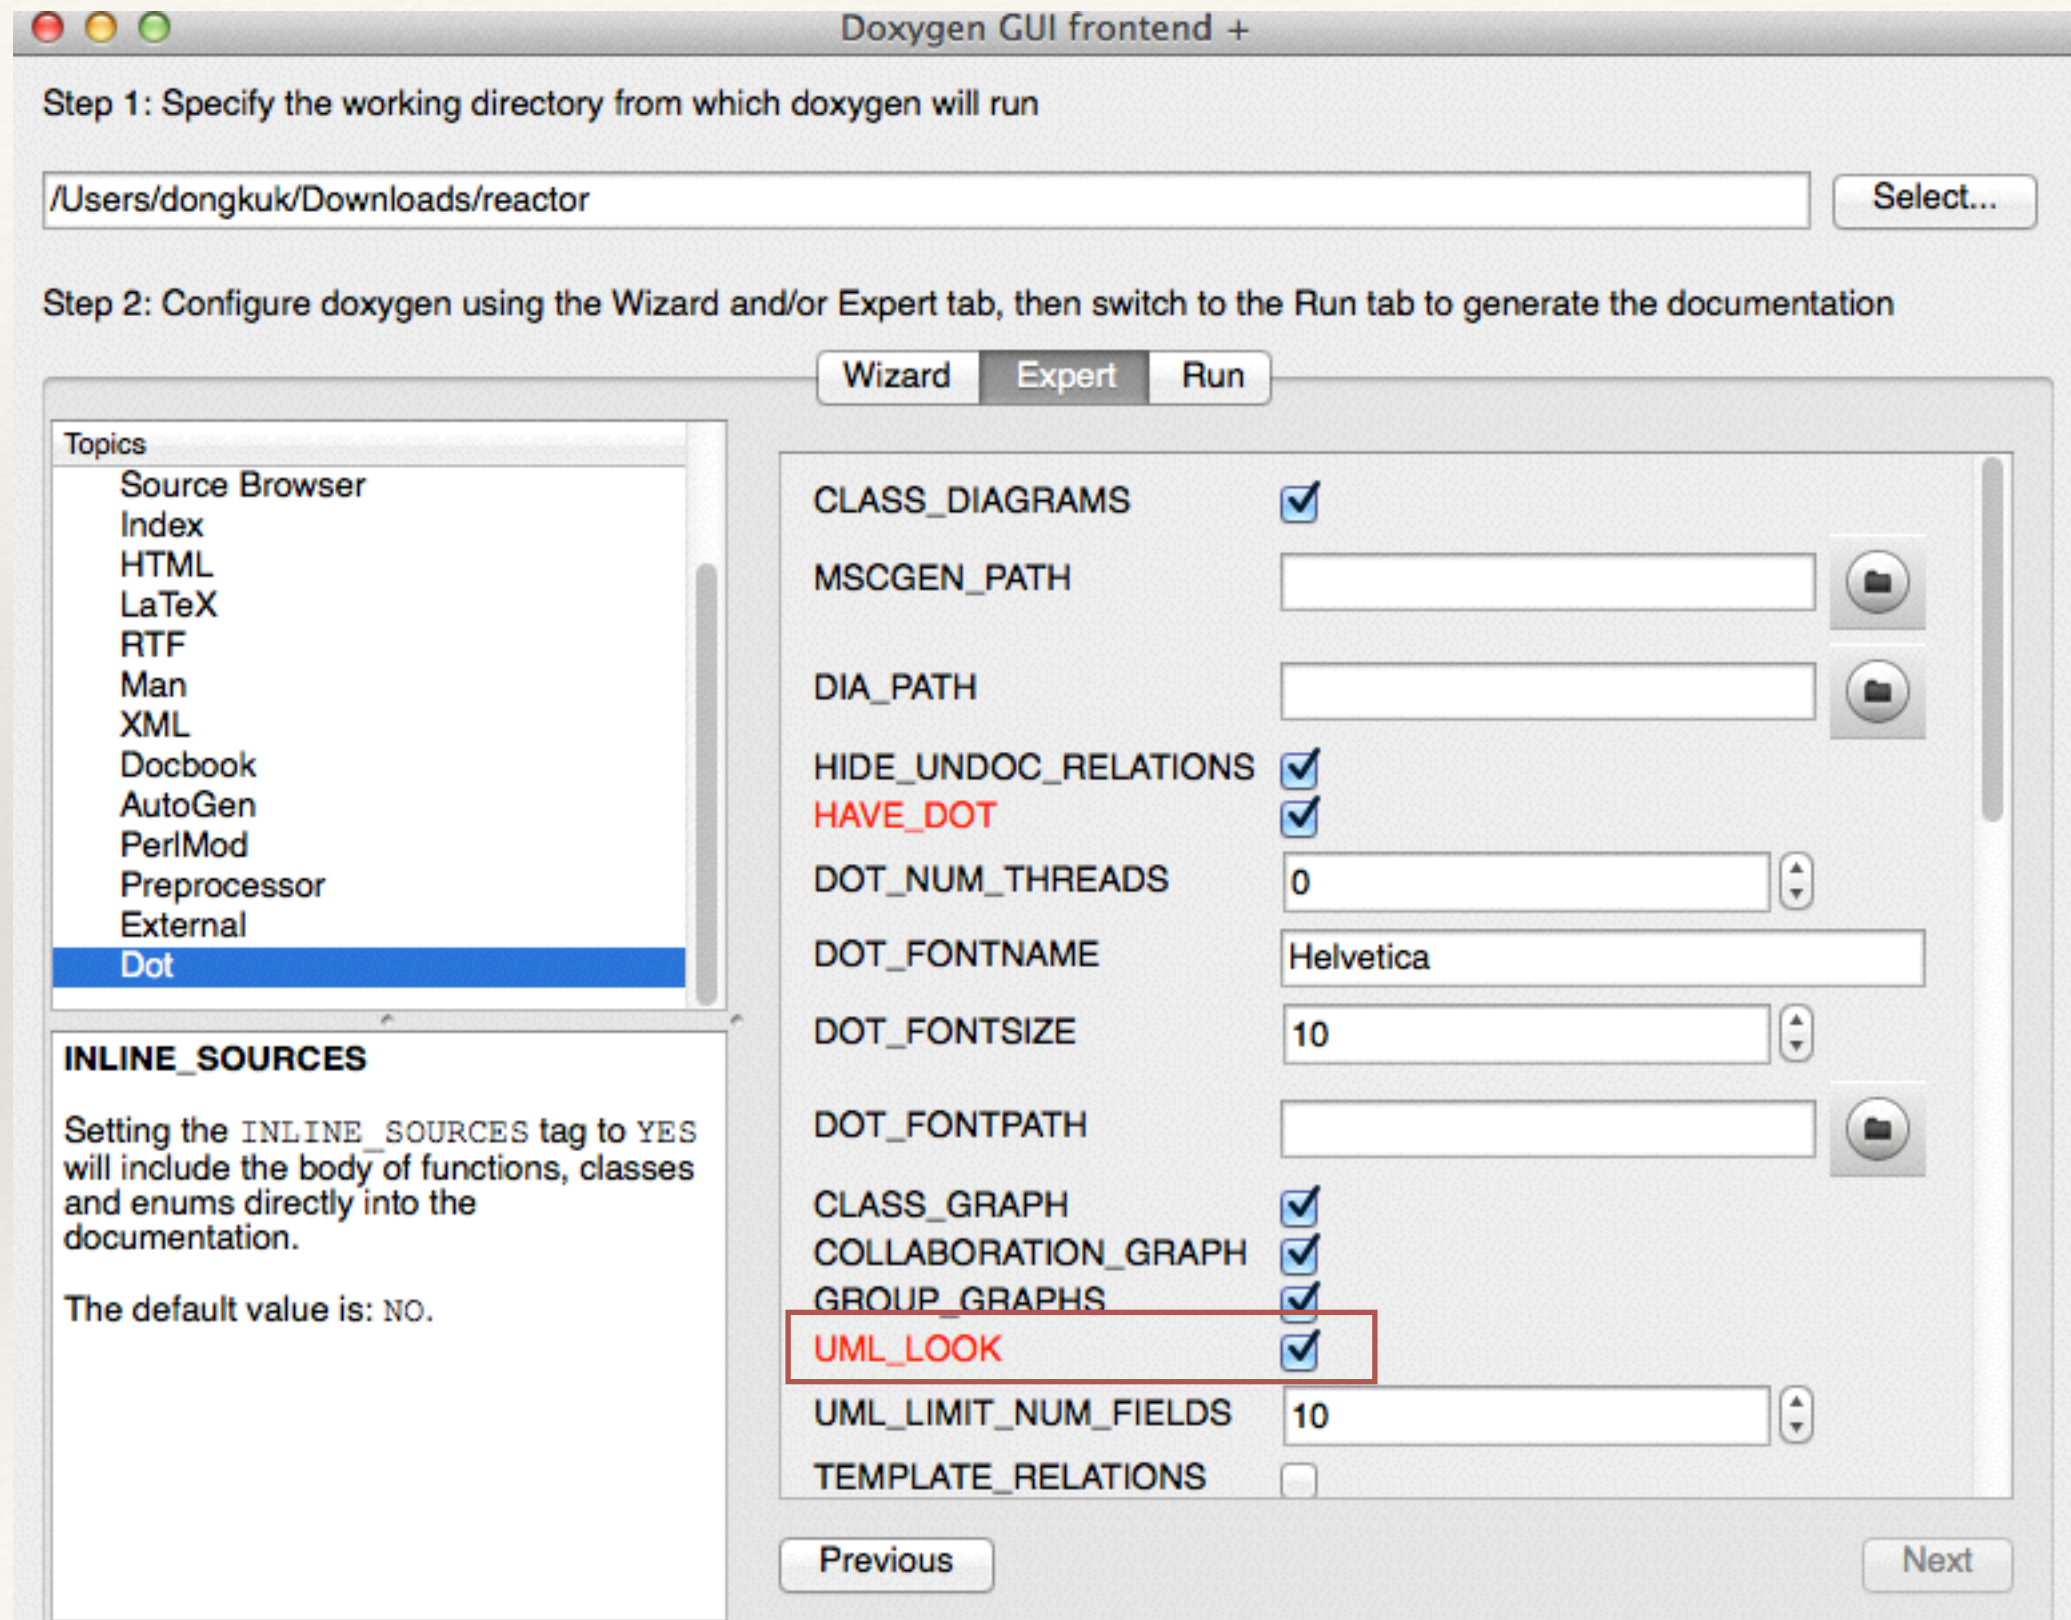 Doxygen GUI frontend +
Step 1: Specify the working directory from which doxygen will run
/Users/dongkuk/Downloads/reactor
Select...
Step 2: Configure doxygen using the Wizard and/or Expert tab, then switch to the Run tab to generate the documentation
Wizard Expert Run
Topics
Source Browser
Index
HTML
LaTeX
RTF
Man
XML
Docbook
AutoGen
PerlMod
Preprocessor
External
Dot
INLINE_SOURCES
Setting the INLINE_SOURCES tag to YES
will include the body of functions, classes
and enums directly into the
documentation.
The default value is: NO.
CLASS_DIAGRAMS
MSCGEN_PATH
DIA_PATH
HIDE_UNDOC_RELATIONS
HAVE_DOT
DOT_NUM_THREADS 0
DOT_FONTNAME Helvetica
DOT_FONTSIZE 10
DOT_FONTPATH
CLASS_GRAPH
COLLABORATION_GRAPH
GROUP_GRAPHS
UML_LOOK
UML_LIMIT_NUM_FIELDS 10
TEMPLATE_RELATIONS
Previous
Next